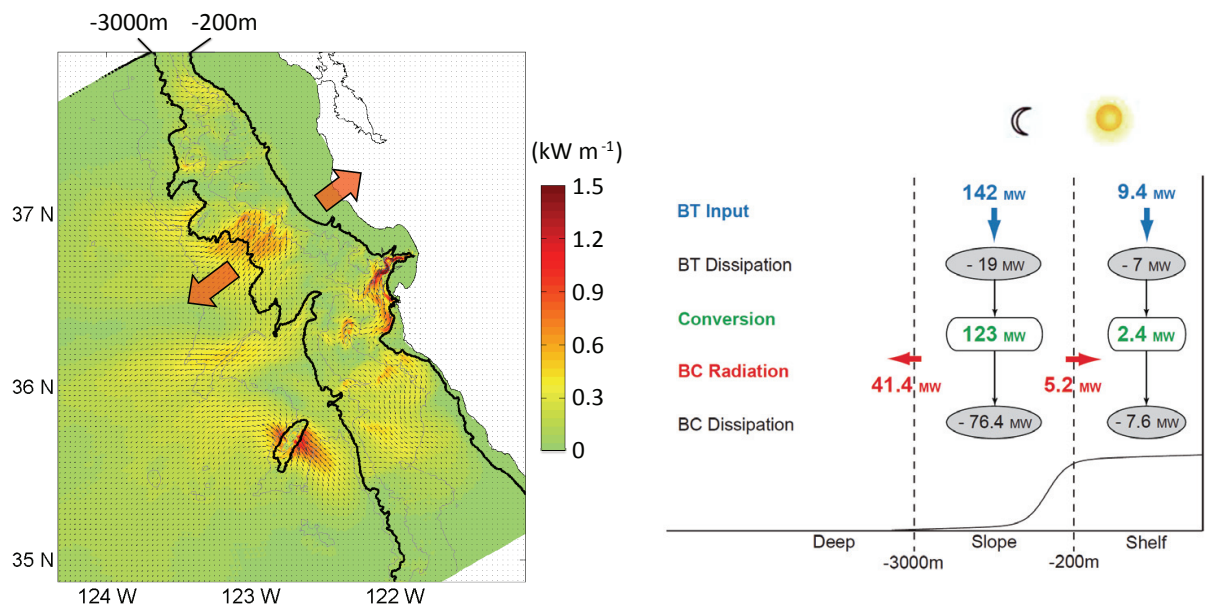 -3000m -200m
(kW m⁻¹)
1.5
1.2
0.9
0.6
0.3
0
37 N
36 N
35 N
124 W 123 W 122 W
142 MW 9.4 MW
BT Input
BT Dissipation - 19 MW - 7 MW
Conversion 123 MW 2.4 MW
BC Radiation
41.4 MW 5.2 MW
BC Dissipation - 76.4 MW - 7.6 MW
Deep Slope Shelf
-3000m -200m